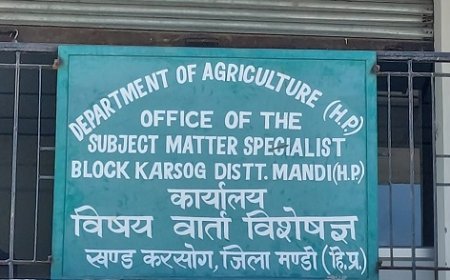 DEPARTMENT OF AGRICULTURE (H.P.)
OFFICE OF THE
SUBJECT MATTER SPECIALIST
BLOCK KARSOG DISTT. MANDI (H.P.)
कार्यालय
विषय वार्ता विशेषज्ञ
खण्ड करसोग, जिला मण्डी (हि.प्र.)